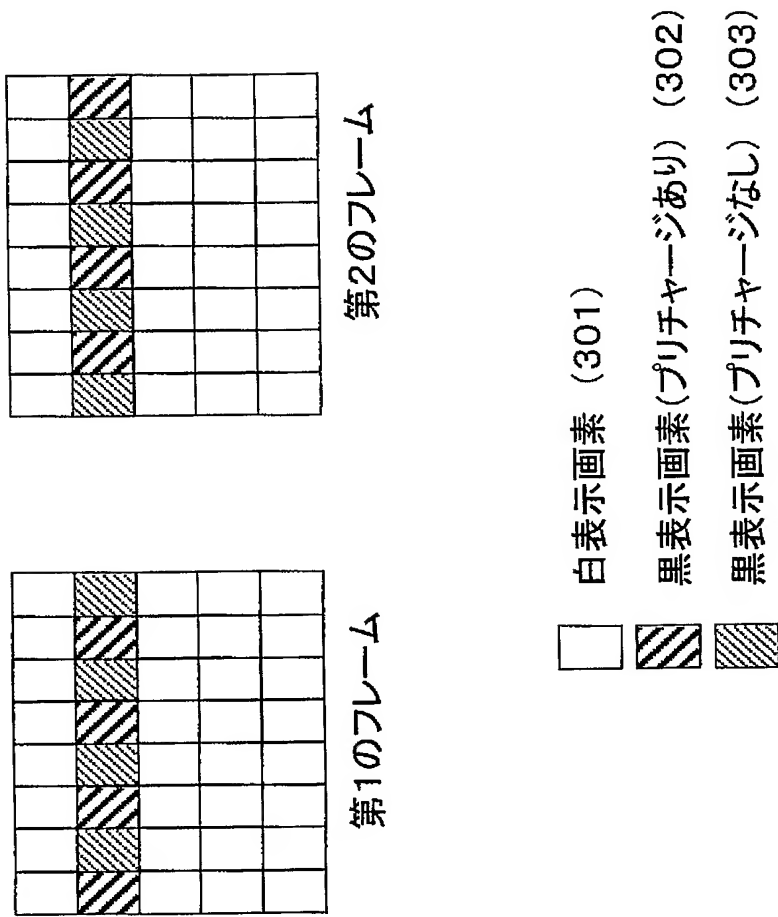 第1のフレーム
第2のフレーム
白表示画素 (301)
黒表示画素(プリチャージあり) (302)
黒表示画素(プリチャージなし) (303)